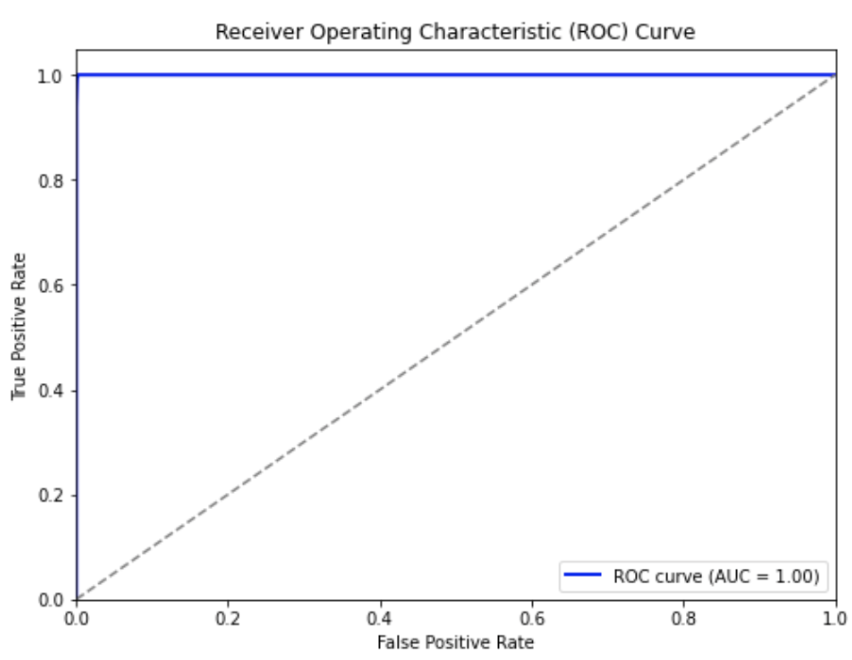 Receiver Operating Characteristic (ROC) Curve
1.0
0.8
0.6
0.4
0.2
0.0
True Positive Rate
ROC curve (AUC = 1.00)
0.0 0.2 0.4 0.6 0.8 1.0
False Positive Rate